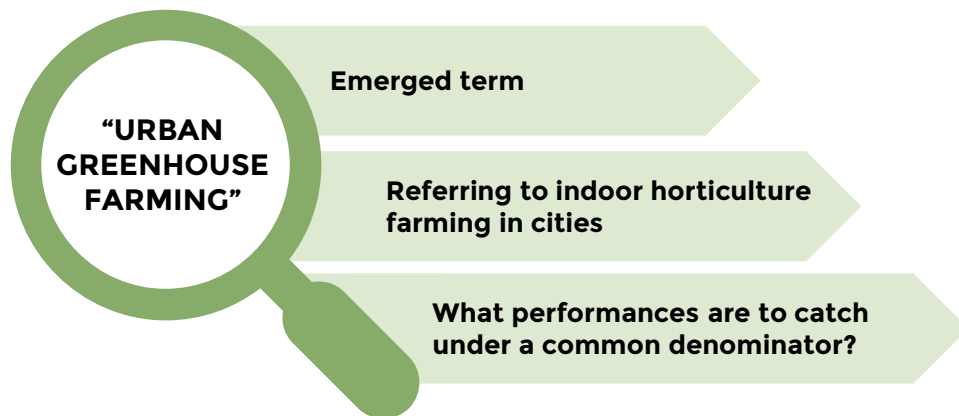 “URBAN
GREENHOUSE
FARMING”
Emerged term
Referring to indoor horticulture
farming in cities
What performances are to catch
under a common denominator?